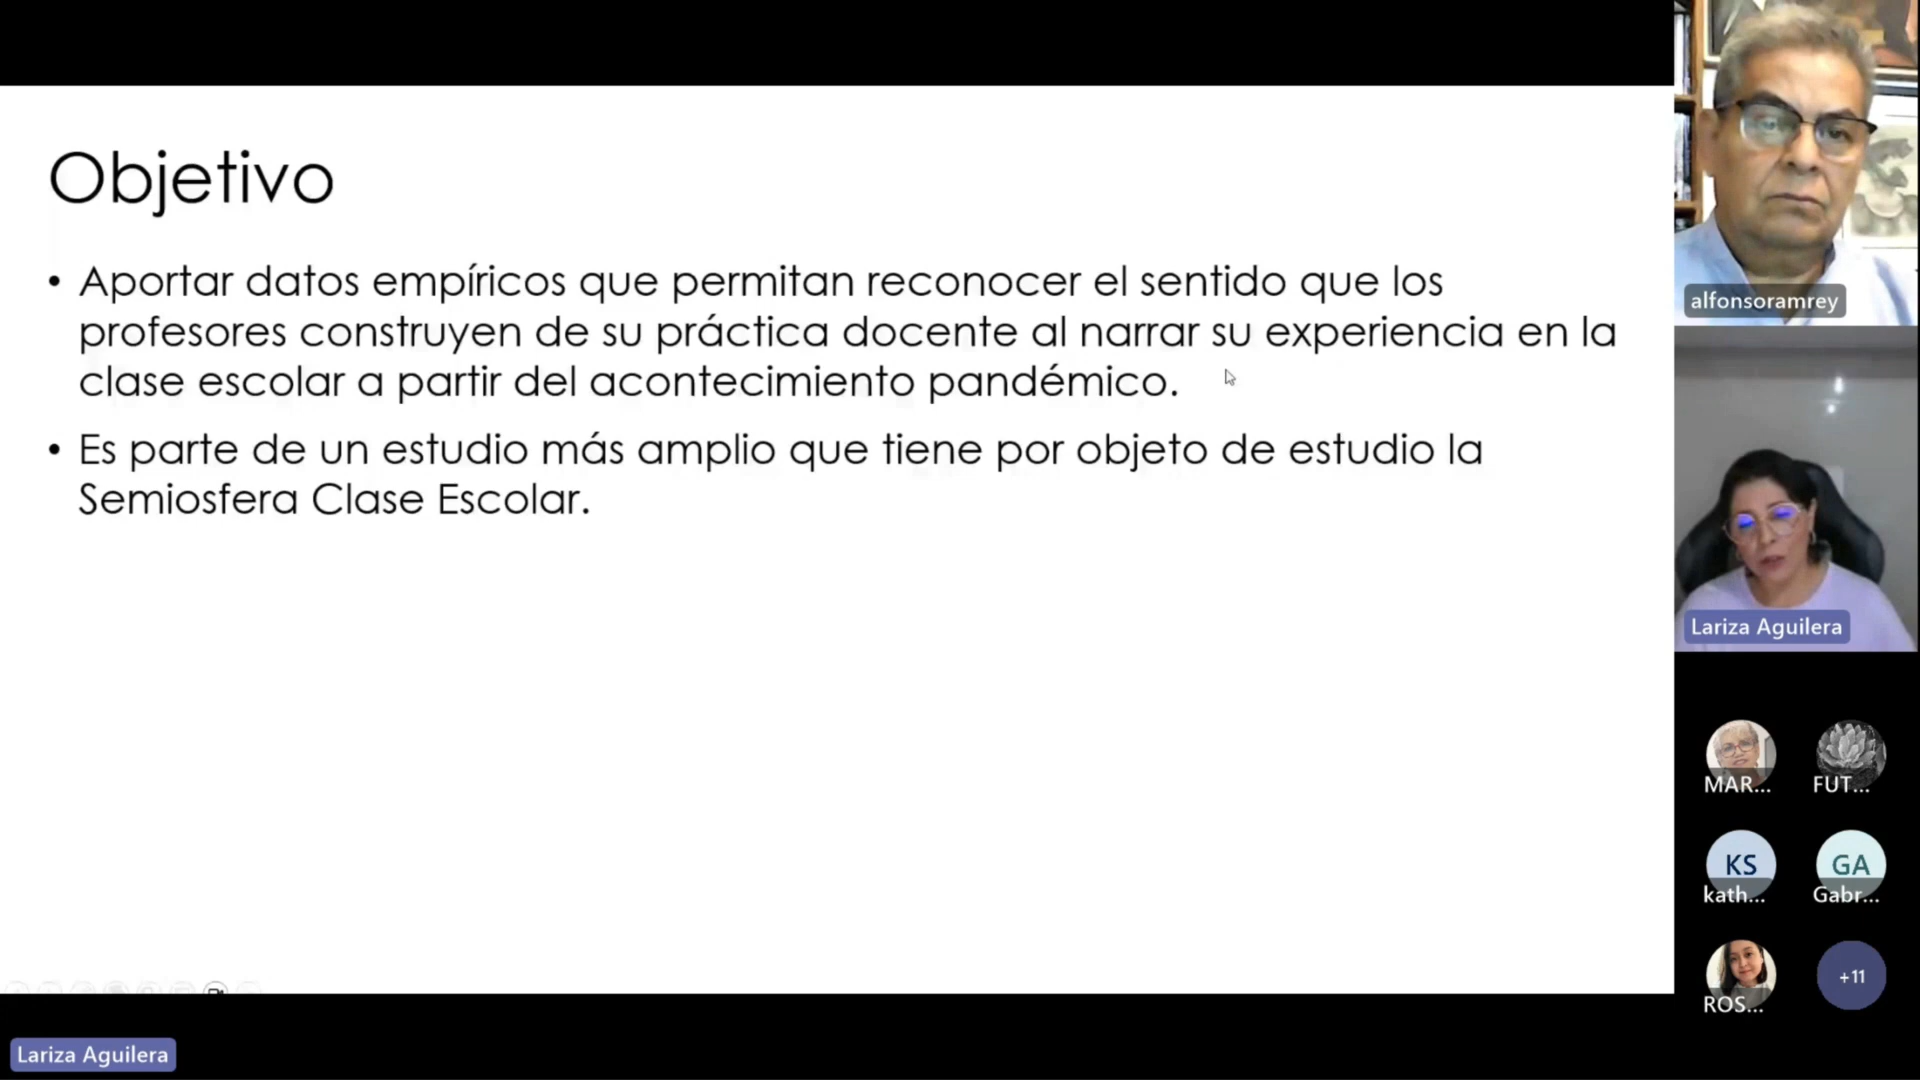 Objetivo
• Aportar datos empíricos que permitan reconocer el sentido que los
profesores construyen de su práctica docente al narrar su experiencia en la
clase escolar a partir del acontecimiento pandémico.
• Es parte de un estudio más amplio que tiene por objeto de estudio la
Semiosfera Clase Escolar.
alfonsoramrey
Lariza Aguilera
MAR...
FUT...
KS
GA
kath...
Gabr...
ROS...
+11
Lariza Aguilera